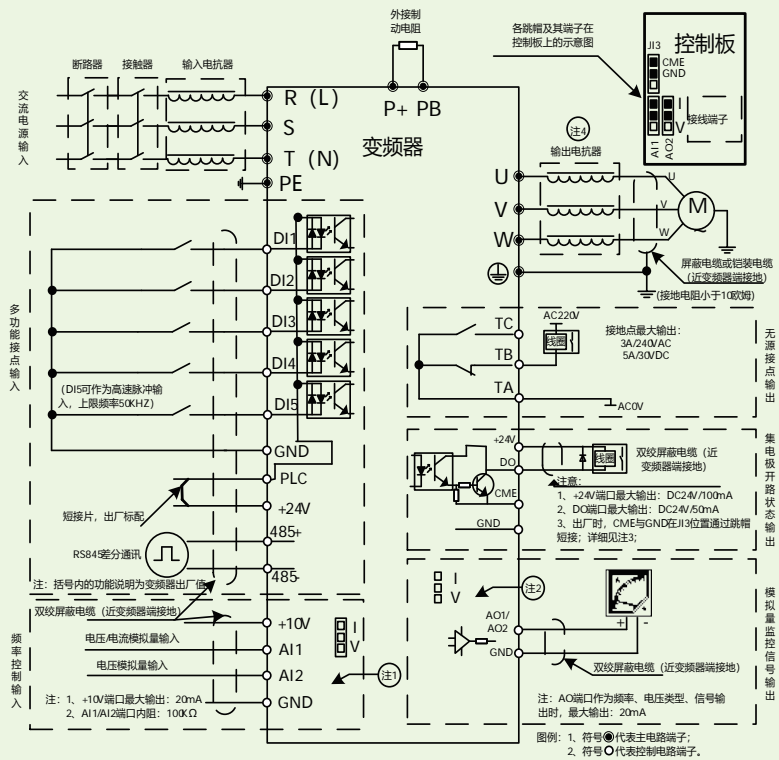 外接制
动电阻
各跳帽及其端子在
控制板上的示意图
控制板
JI3
CME
GND
I
V
接线端子
AI1
AO2
断路器
接触器
输入电抗器
交流电源输入
R (L)
S
T (N)
PE
P+
PB
变频器
注4
输出电抗器
U
V
W
U
V
W
M
屏蔽电缆或铠装电缆
(近变频器端接地)
(接地电阻小于10欧姆)
多功能接点输入
DI1
DI2
DI3
DI4
DI5
(DI5可作为高速脉冲输
入，上限频率50KHZ)
GND
PLC
+24V
短接片，出厂标配
485+
RS845差分通讯
485-
注：括号内的功能说明为变频器出厂值
双绞屏蔽电缆（近变频器端接地）
频率控制输入
+10V
电压/电流模拟量输入
AI1
电压模拟量输入
AI2
GND
I
V
注1
注：1、+10V端口最大输出：20mA
2、AI1/AI2端口内阻：100KΩ
TC
TB
TA
AC220V
线圈
AC0V
接地点最大输出：
3A/240VAC
5A/30VDC
无源接点输出
+24V
DO
CME
GND
线圈
双绞屏蔽电缆（近
变频器端接地）
注意：
1、+24V端口最大输出：DC24V/100mA
2、DO端口最大输出：DC24V/50mA
3、出厂时，CME与GND在JI3位置通过跳帽
短接；详细见注3；
集电极开路状态输出
I
V
注2
AO1/
AO2
GND
+
-
双绞屏蔽电缆（近变频器端接地）
注：AO端口作为频率、电压类型、信号输
出时，最大输出：20mA
模拟量监控信号输出
图例：1、符号代表主电路端子；
2、符号代表控制电路端子。